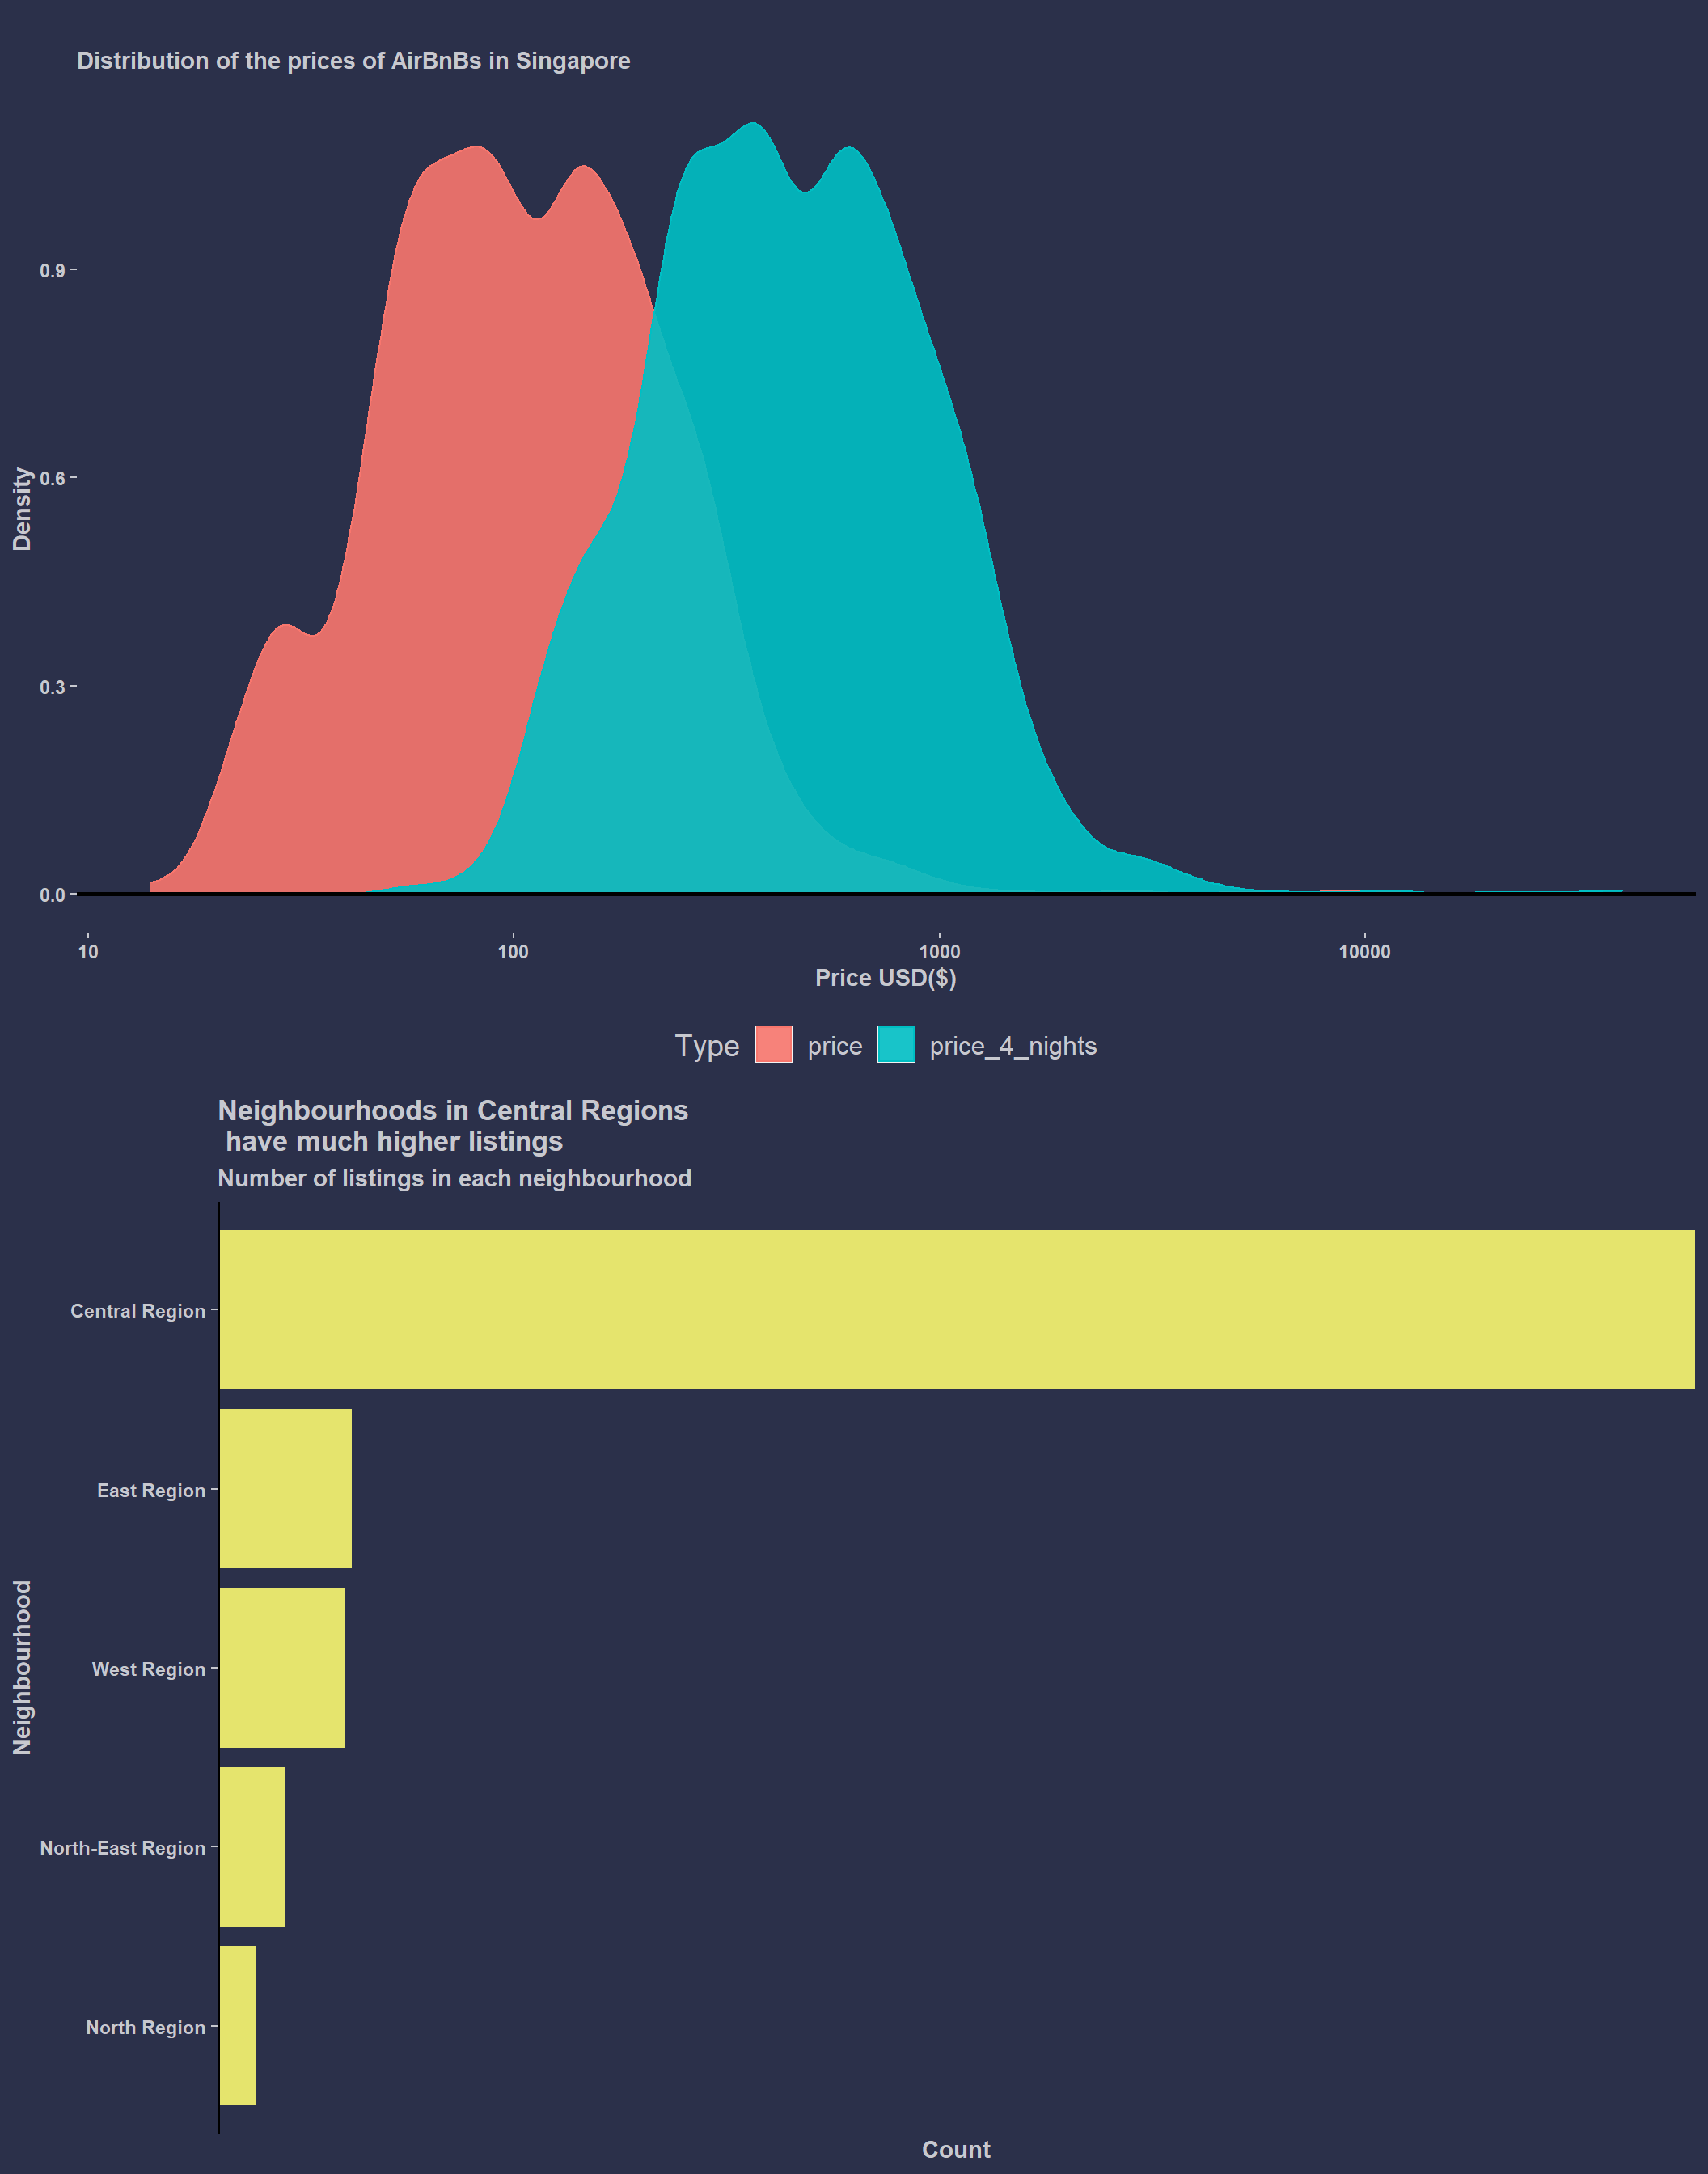 Distribution of the prices of AirBnBs in Singapore
Density
0.9
0.6
0.3
0.0
10 100 1000 10000
Price USD($)
Type price price_4_nights
Neighbourhoods in Central Regions
have much higher listings
Number of listings in each neighbourhood
Neighbourhood
Central Region
East Region
West Region
North-East Region
North Region
Count